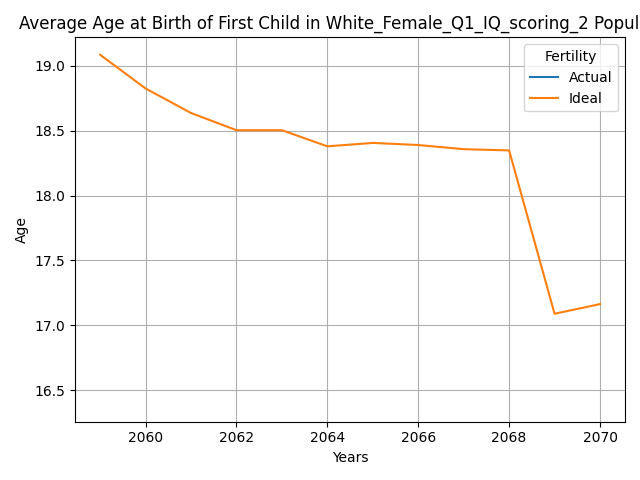 Average Age at Birth of First Child in White_Female_Q1_IQ_scoring_2 Popul
Fertility
Actual
Ideal
19.0
18.5
18.0
17.5
17.0
16.5
Age
2060 2062 2064 2066 2068 2070
Years